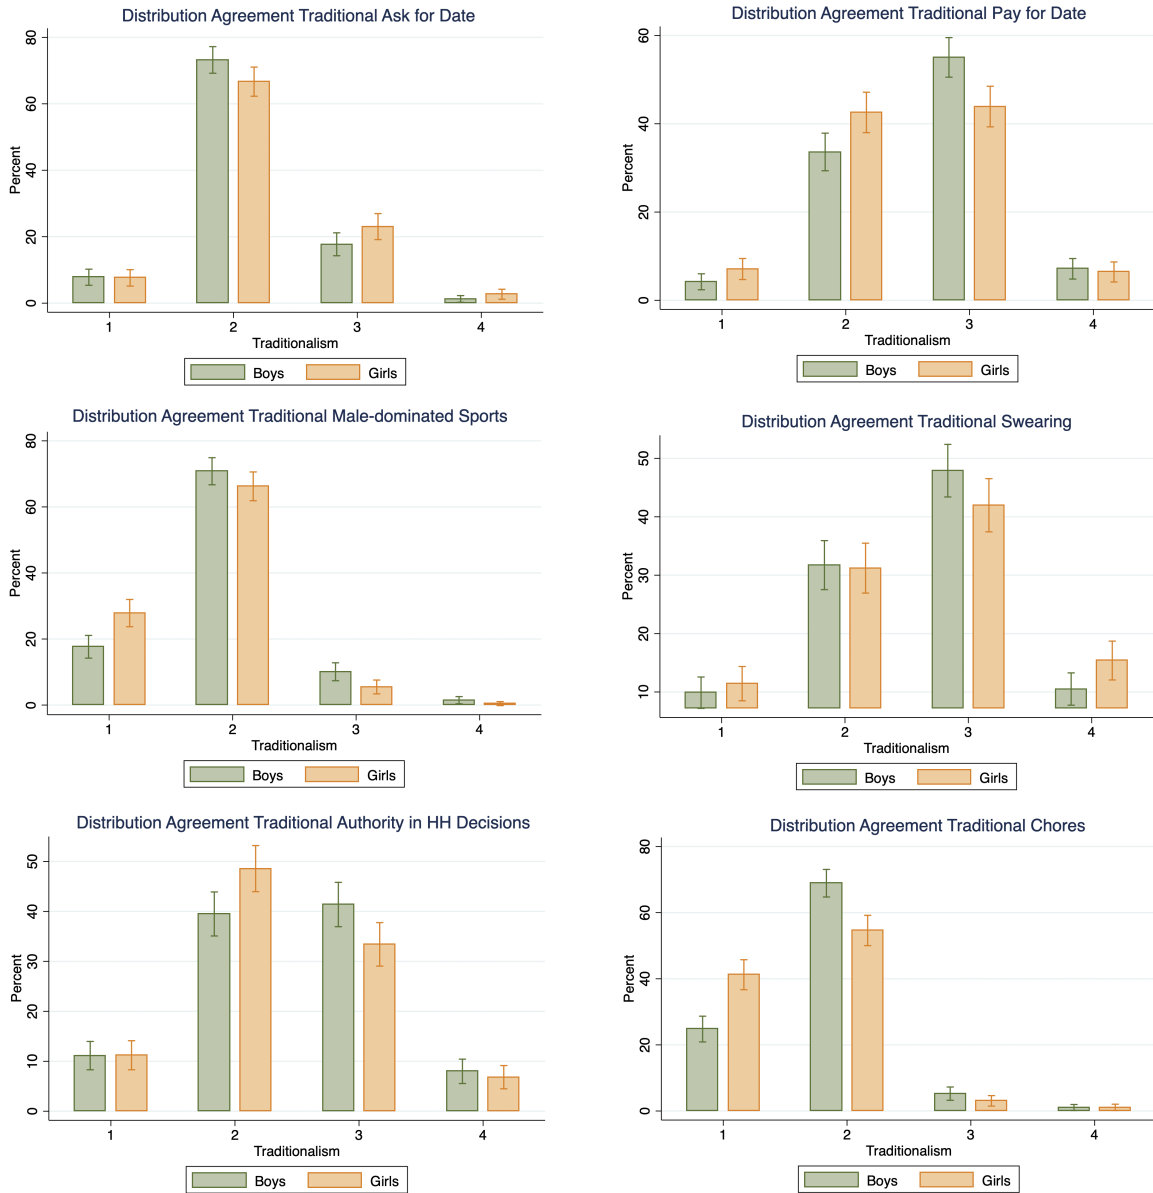 Distribution Agreement Traditional Ask for Date
80
60
40
20
0
Percent
1 2 3 4
Traditionalism
Boys Girls
Distribution Agreement Traditional Pay for Date
60
40
20
0
Percent
1 2 3 4
Traditionalism
Boys Girls
Distribution Agreement Traditional Male-dominated Sports
80
60
40
20
0
Percent
1 2 3 4
Traditionalism
Boys Girls
Distribution Agreement Traditional Swearing
50
40
30
20
10
Percent
1 2 3 4
Traditionalism
Boys Girls
Distribution Agreement Traditional Authority in HH Decisions
50
40
30
20
10
0
Percent
1 2 3 4
Traditionalism
Boys Girls
Distribution Agreement Traditional Chores
80
60
40
20
0
Percent
1 2 3 4
Traditionalism
Boys Girls